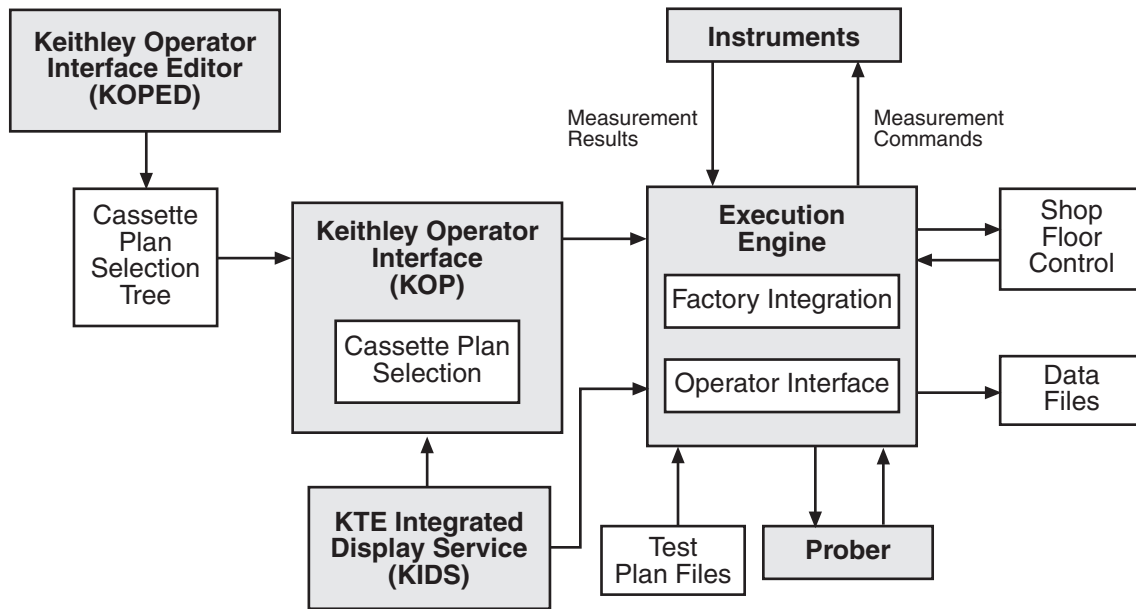 Keithley Operator
Interface Editor
(KOPED)
Instruments
Measurement
Results
Measurement
Commands
Cassette
Plan
Selection
Tree
Keithley Operator
Interface
(KOP)
Cassette Plan
Selection
Execution
Engine
Factory Integration
Operator Interface
Shop
Floor
Control
Data
Files
KTE Integrated
Display Service
(KIDS)
Test
Plan Files
Prober